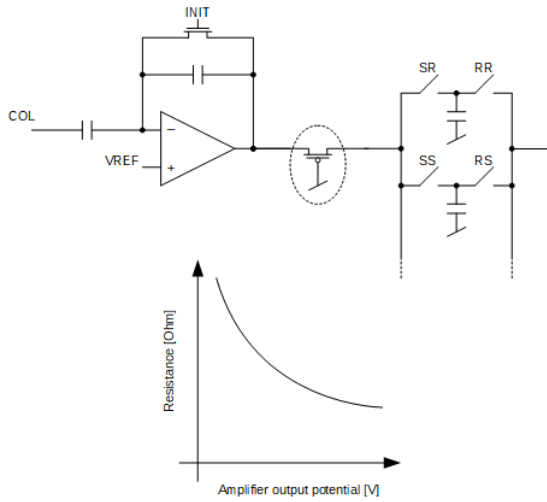 INIT
SR
RR
COL
−
VREF
+
SS
RS
Resistance [Ohm]
Amplifier output potential [V]